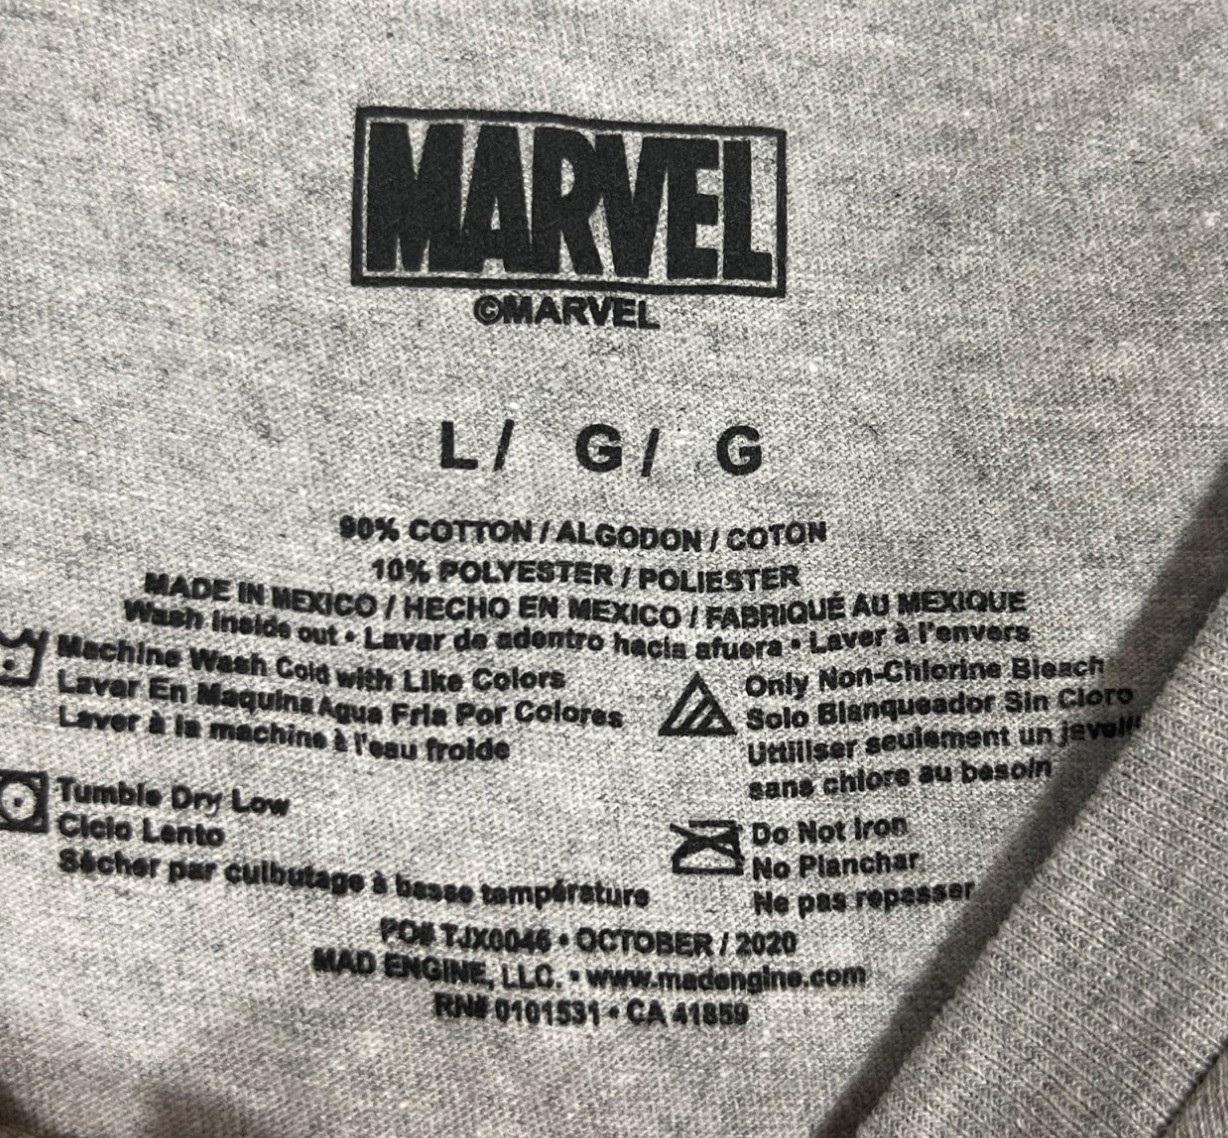 MARVEL
©MARVEL
L/ G/ G
90% COTTON / ALGODON / COTON
10% POLYESTER / POLIESTER
MADE IN MEXICO / HECHO EN MEXICO / FABRIQUÉ AU MEXIQUE
Wash inside out • Lavar de adentro hacia afuera • Laver à l'envers
Machine Wash Cold with Like Colors
Lavar En Maquina Agua Fria Por Colores
Laver à la machine à l'eau froide
Only Non-Chlorine Bleach
Solo Blanqueador Sin Cloro
Uttiliser seulement un javell
sans chlore au besoin
Tumble Dry Low
Ciclo Lento
Sècher par culbutage à basse température
Do Not Iron
No Planchar
Ne pas repasser
PO# TJX0046 • OCTOBER / 2020
MAD ENGINE, LLC. • www.madengine.com
RN# 0101531 • CA 41859